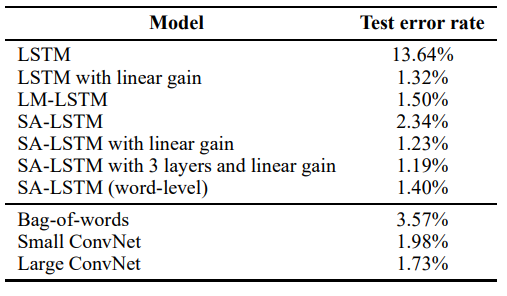 Model Test error rate
LSTM 13.64%
LSTM with linear gain 1.32%
LM-LSTM 1.50%
SA-LSTM 2.34%
SA-LSTM with linear gain 1.23%
SA-LSTM with 3 layers and linear gain 1.19%
SA-LSTM (word-level) 1.40%
Bag-of-words 3.57%
Small ConvNet 1.98%
Large ConvNet 1.73%